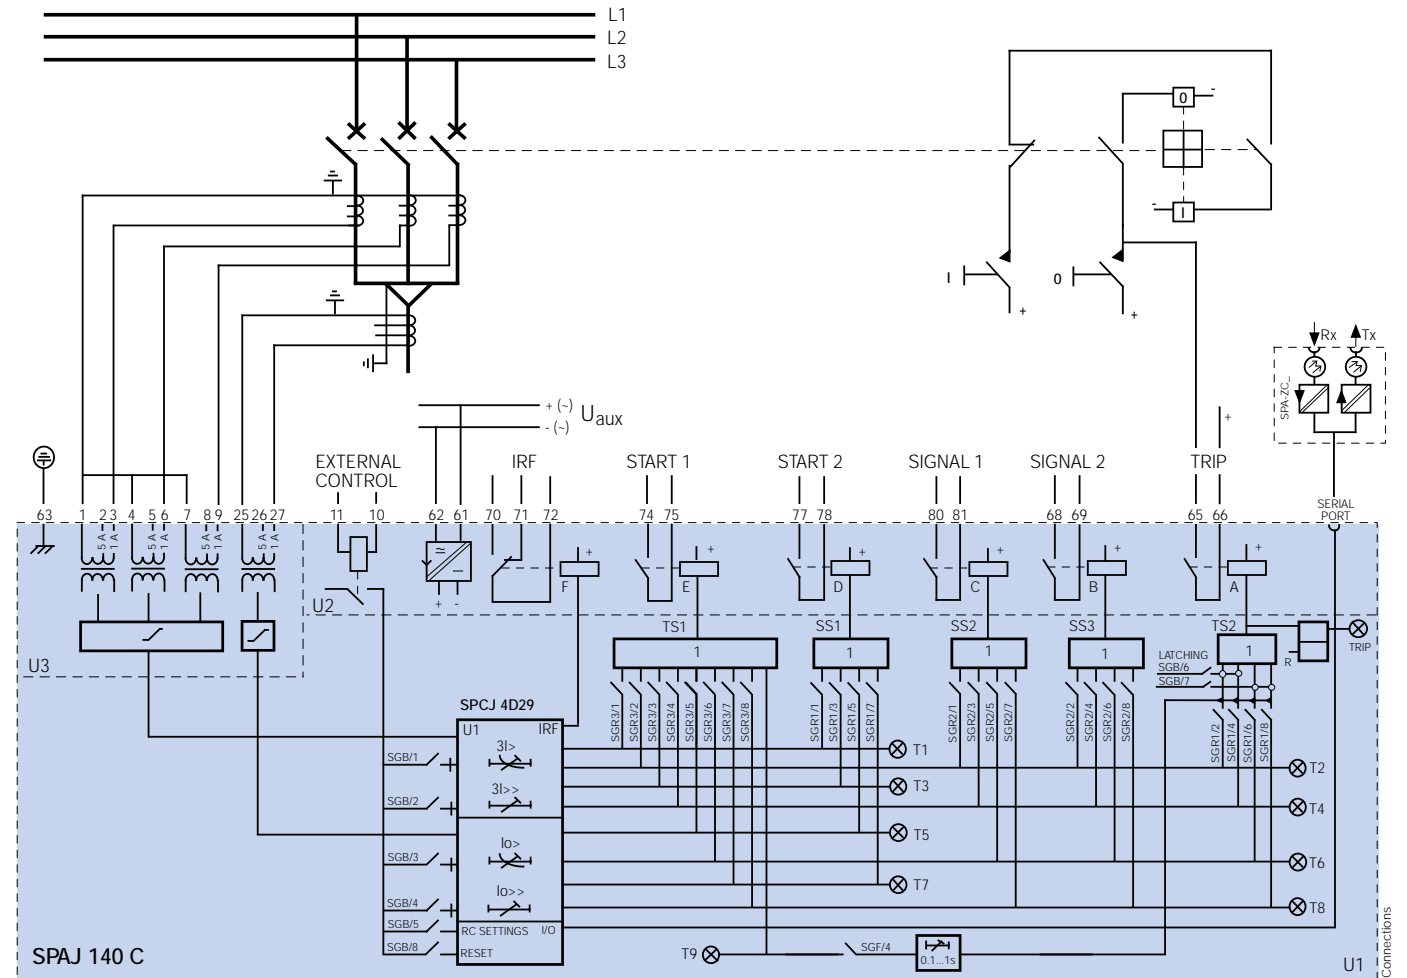 L1
L2
L3
0
-
-
I
I
0
+
+
Rx
Tx
SPA-ZC_
+ (~)
- (~)
Uaux
+
EXTERNAL CONTROL
IRF
START 1
START 2
SIGNAL 1
SIGNAL 2
TRIP
SERIAL PORT
63 1 2 3 4 5 6 7 8 9 25 26 27 11 10 62 61 70 71 72 74 75 77 78 80 81 68 69 65 66
5 A 1 A 5 A 1 A 5 A 1 A 5 A 1 A
≃
+ -
+ + + + + +
F E D C B A
U2
U3
TS1 SS1 SS2 SS3 TS2
1 1 1 1 1
TRIP
R
LATCHING
SGB/6
SGB/7
SGR3/1 SGR3/2 SGR3/3 SGR3/4 SGR3/5 SGR3/6 SGR3/7 SGR3/8
SGR1/1 SGR1/3 SGR1/5 SGR1/7
SGR2/1 SGR2/3 SGR2/5 SGR2/7
SGR2/2 SGR2/4 SGR2/6 SGR2/8
SGR1/2 SGR1/4 SGR1/6 SGR1/8
SPCJ 4D29
U1 IRF
3I>
3I>>
Io>
Io>>
RC SETTINGS I/O
RESET
SGB/1
SGB/2
SGB/3
SGB/4
SGB/5
SGB/8
T1
T2
T3
T4
T5
T6
T7
T8
T9
SGF/4
0.1...1s
SPAJ 140 C
U1
Connections